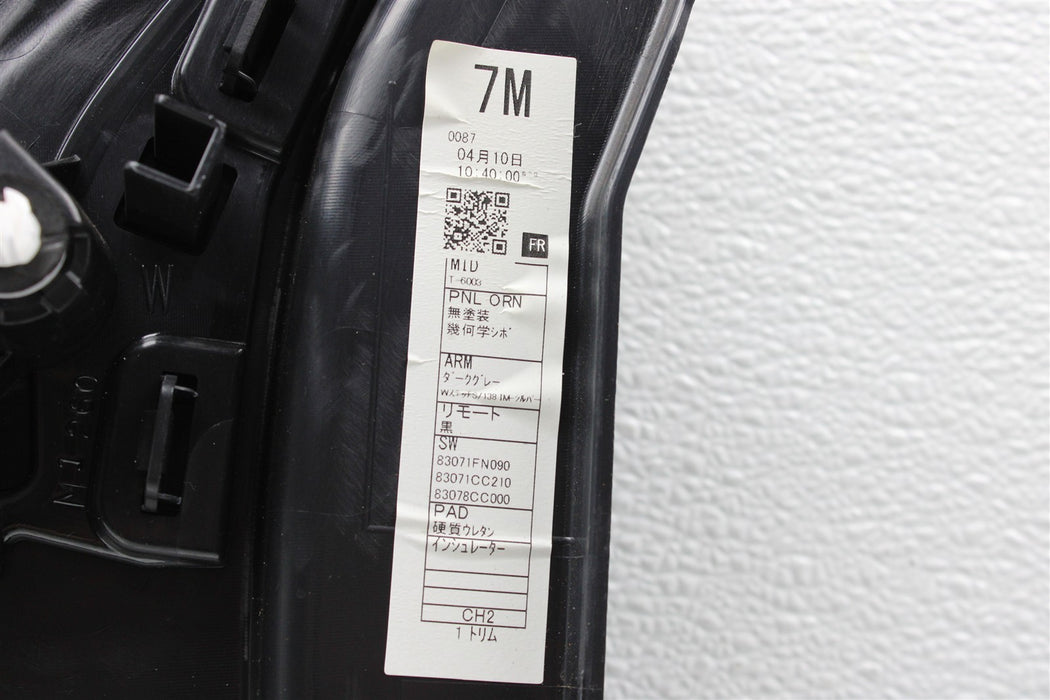 7M
0087
04月10日
10:40:00
FR
MID
T-6003
PNL ORN
無塗装
幾何学シボ
ARM
ダークグレー
リモート
黒
SW
83071FN090
83071CC210
83078CC000
PAD
硬質ウレタン
インシュレーター
CH2
1 トリム
W